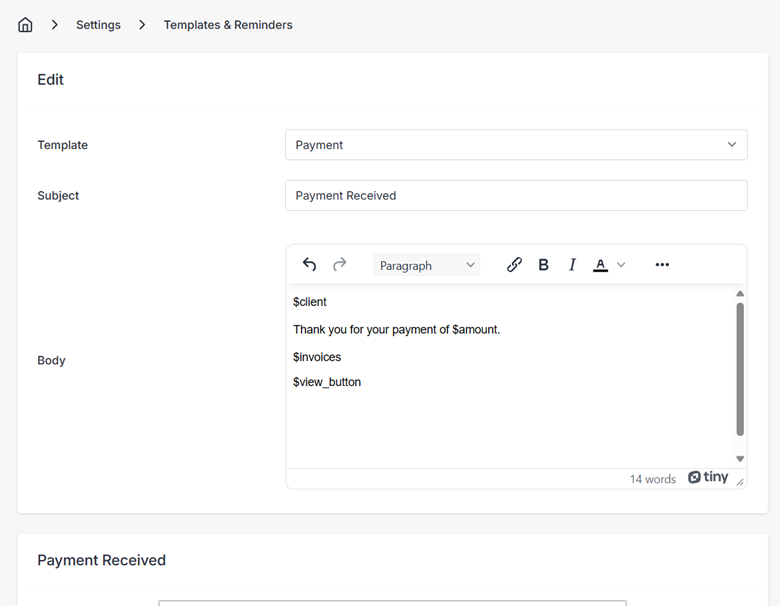 Settings Templates & Reminders
Edit
Template Payment
Subject Payment Received
Paragraph B I A
$client
Thank you for your payment of $amount.
$invoices
Body
$view_button
14 words tiny
Payment Received